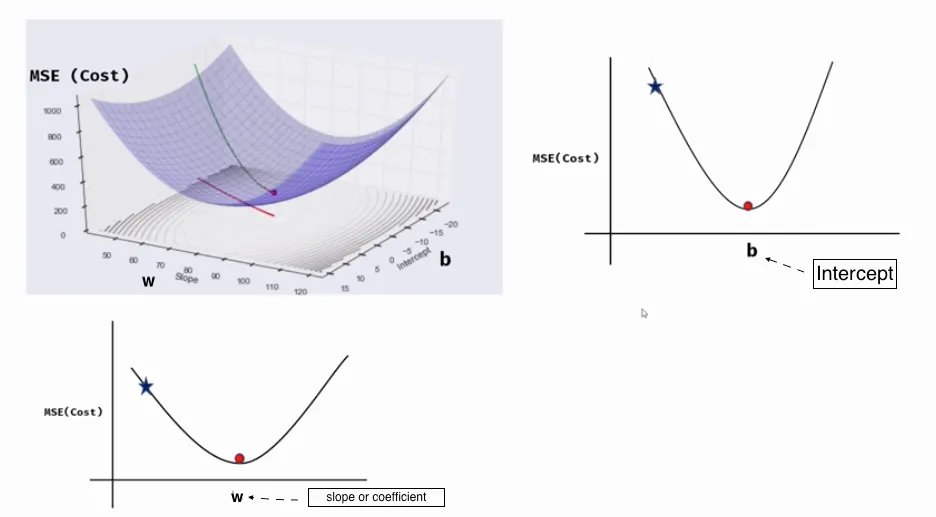 MSE (Cost)
1000
800
600
400
200
0
50
60
70
80
90
100
110
120
w
Slope
15
10
5
0
-5
-10
-15
-20
Intercept
b
MSE(Cost)
b
Intercept
MSE(Cost)
w
slope or coefficient